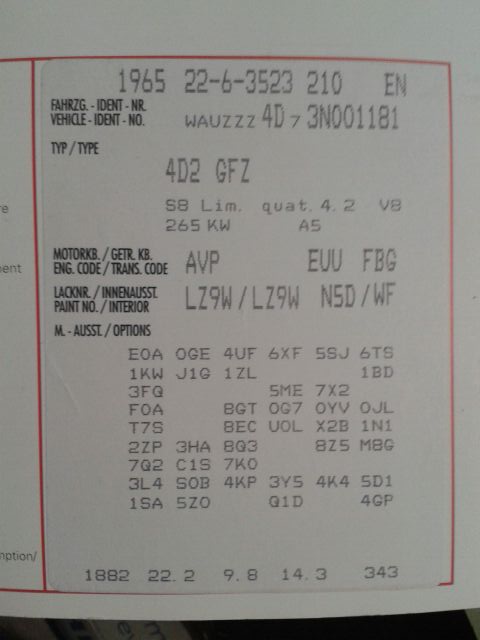 1965 22-6-3523 210 EN
FAHRZG. - IDENT - NR.
VEHICLE - IDENT - NO. WAUZZZ 4D 7 3N001181
TYP / TYPE
4D2 GFZ
S8 Lim. quat. 4. 2 V8
265 KW A5
MOTORKB. / GETR. KB.
ENG. CODE / TRANS. CODE AVP EUU FBG
LACKNR. / INNENAUSST.
PAINT NO. / INTERIOR LZ9W / LZ9W N5D / WF
M. - AUSST. / OPTIONS
E0A 0GE 4UF 6XF 5SJ 6TS
1KW J1G 1ZL 1BD
3FQ 5ME 7X2
F0A 8GT 0G7 0YV 0JL
T7S 8EC U0L X2B 1N1
2ZP 3HA 8Q3 8Z5 M8G
7Q2 C1S 7K0
3L4 S0B 4KP 3Y5 4K4 5D1
1SA 5Z0 Q1D 4GP
1882 22. 2 9. 8 14. 3 343
ent
mption/